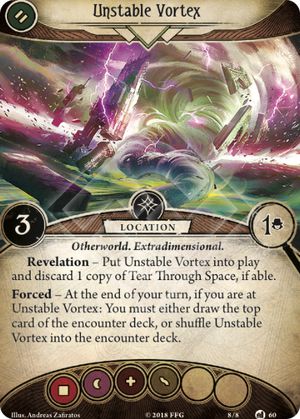 Unstable Vortex
3
LOCATION
1
Otherworld. Extradimensional.
Revelation – Put Unstable Vortex into play
and discard 1 copy of Tear Through Space, if able.
Forced – At the end of your turn, if you are at
Unstable Vortex: You must either draw the top
card of the encounter deck, or shuffle Unstable
Vortex into the encounter deck.
Illus. Andreas Zafiratos
© 2018 FFG
8/8
60